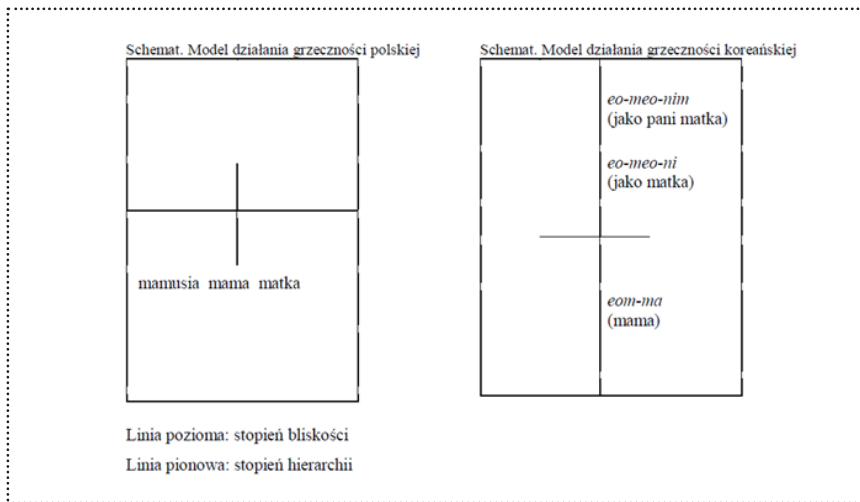 Schemat. Model działania grzeczności polskiej
mamusia mama matka
Schemat. Model działania grzeczności koreańskiej
eo-meo-nim
(jako pani matka)
eo-meo-ni
(jako matka)
eom-ma
(mama)
Linia pozioma: stopień bliskości
Linia pionowa: stopień hierarchii